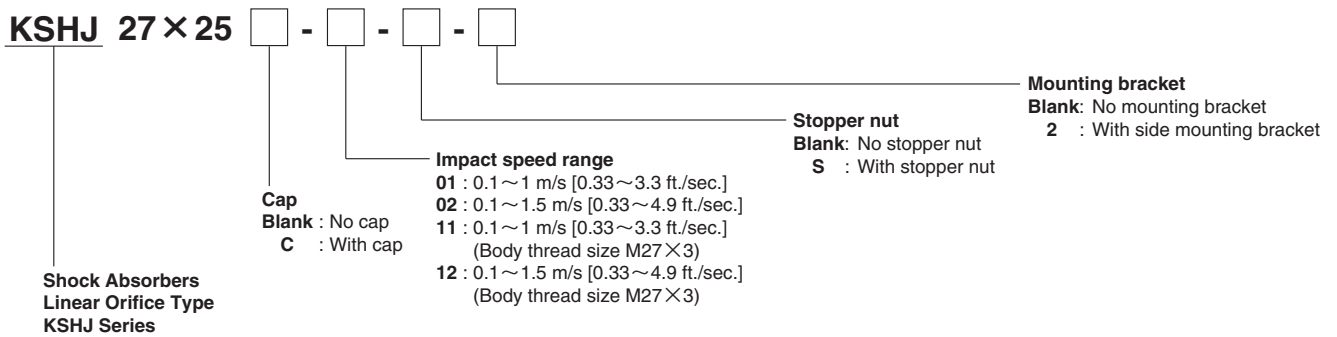 KSHJ 27×25 □ - □ - □ - □
Mounting bracket
Blank: No mounting bracket
2 : With side mounting bracket
Stopper nut
Blank: No stopper nut
S : With stopper nut
Impact speed range
01 : 0.1～1 m/s [0.33～3.3 ft./sec.]
02 : 0.1～1.5 m/s [0.33～4.9 ft./sec.]
11 : 0.1～1 m/s [0.33～3.3 ft./sec.]
(Body thread size M27×3)
12 : 0.1～1.5 m/s [0.33～4.9 ft./sec.]
(Body thread size M27×3)
Cap
Blank : No cap
C : With cap
Shock Absorbers
Linear Orifice Type
KSHJ Series